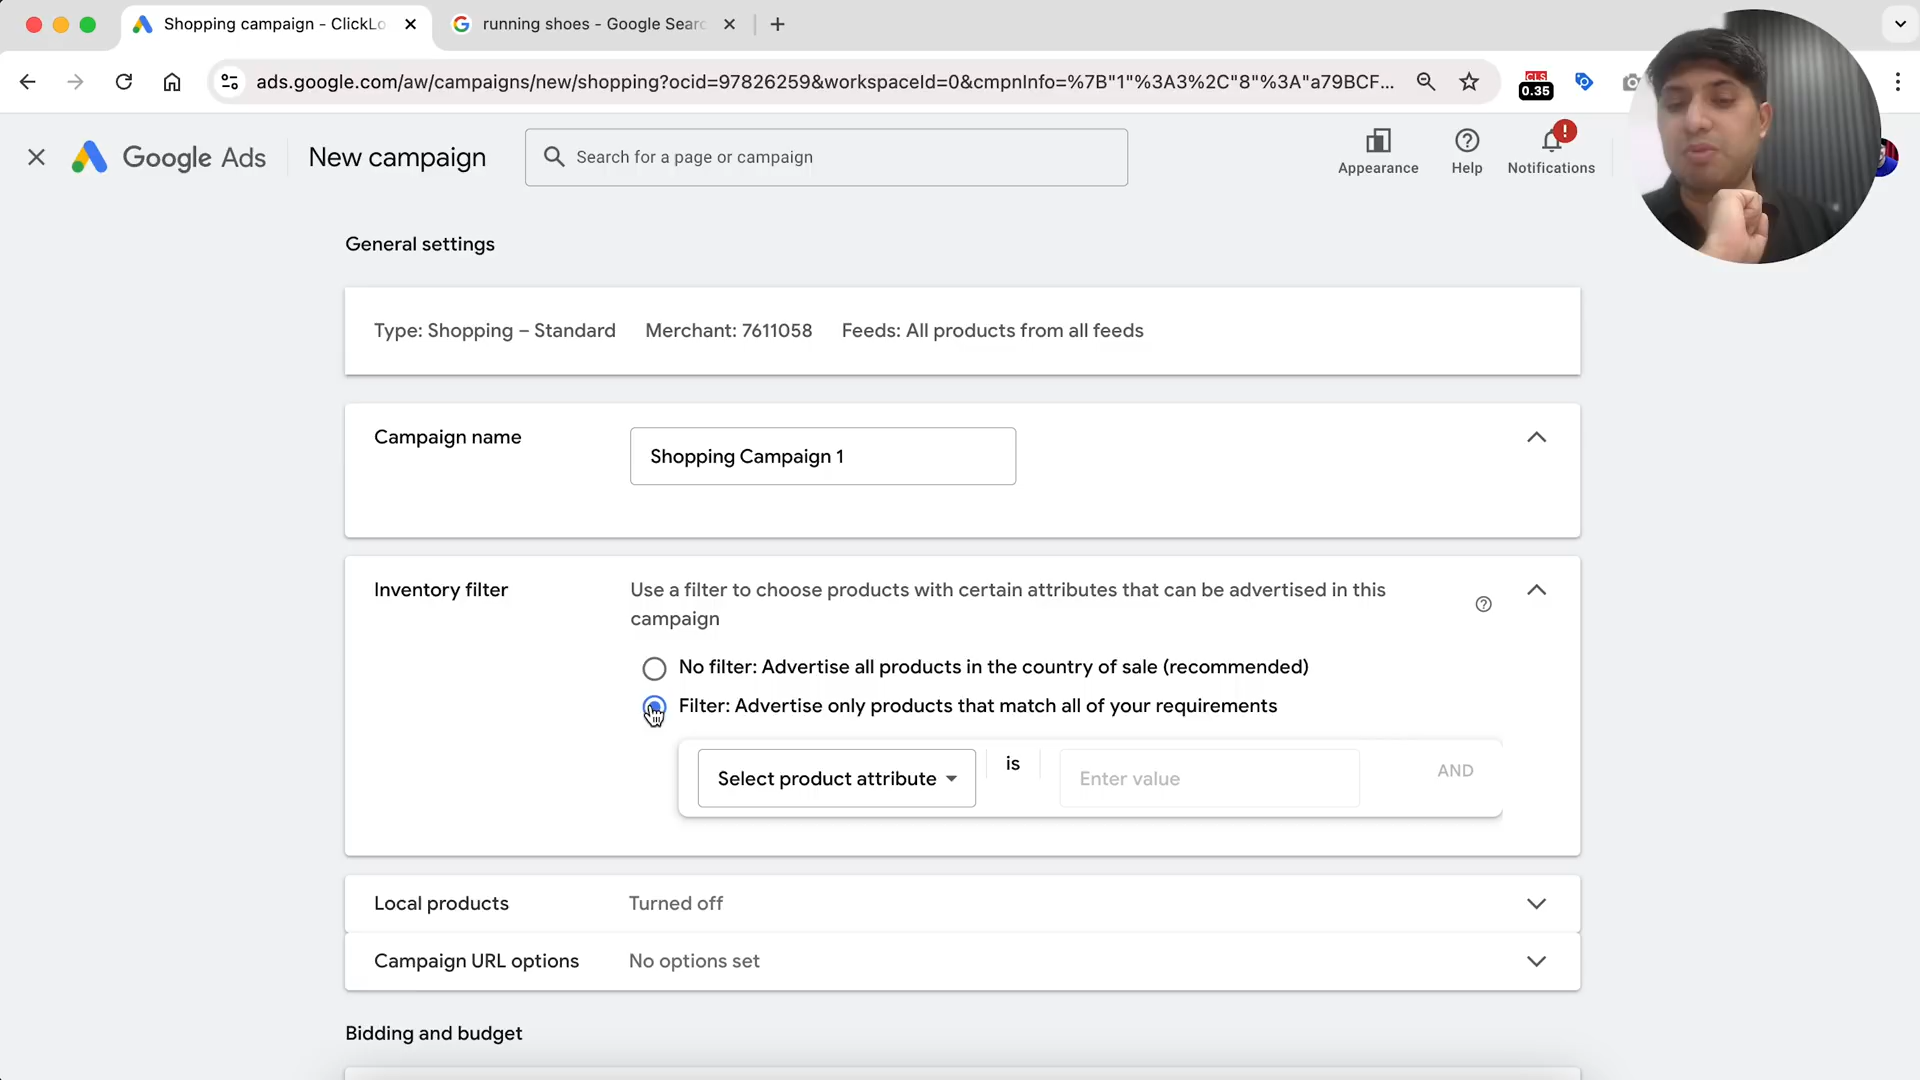 Shopping campaign - ClickLo
running shoes - Google Sear
ads.google.com/aw/campaigns/new/shopping?ocid=97826259&workspaceId=0&cmpnInfo=%7B"1"%3A3%2C"8"%3A"a79BCF...
CLS
0.35
Google Ads
New campaign
Search for a page or campaign
Appearance
Help
!
Notifications
General settings
Type: Shopping – Standard Merchant: 7611058 Feeds: All products from all feeds
Campaign name
Shopping Campaign 1
Inventory filter
Use a filter to choose products with certain attributes that can be advertised in this
campaign
No filter: Advertise all products in the country of sale (recommended)
Filter: Advertise only products that match all of your requirements
Select product attribute
is
Enter value
AND
Local products
Turned off
Campaign URL options
No options set
Bidding and budget